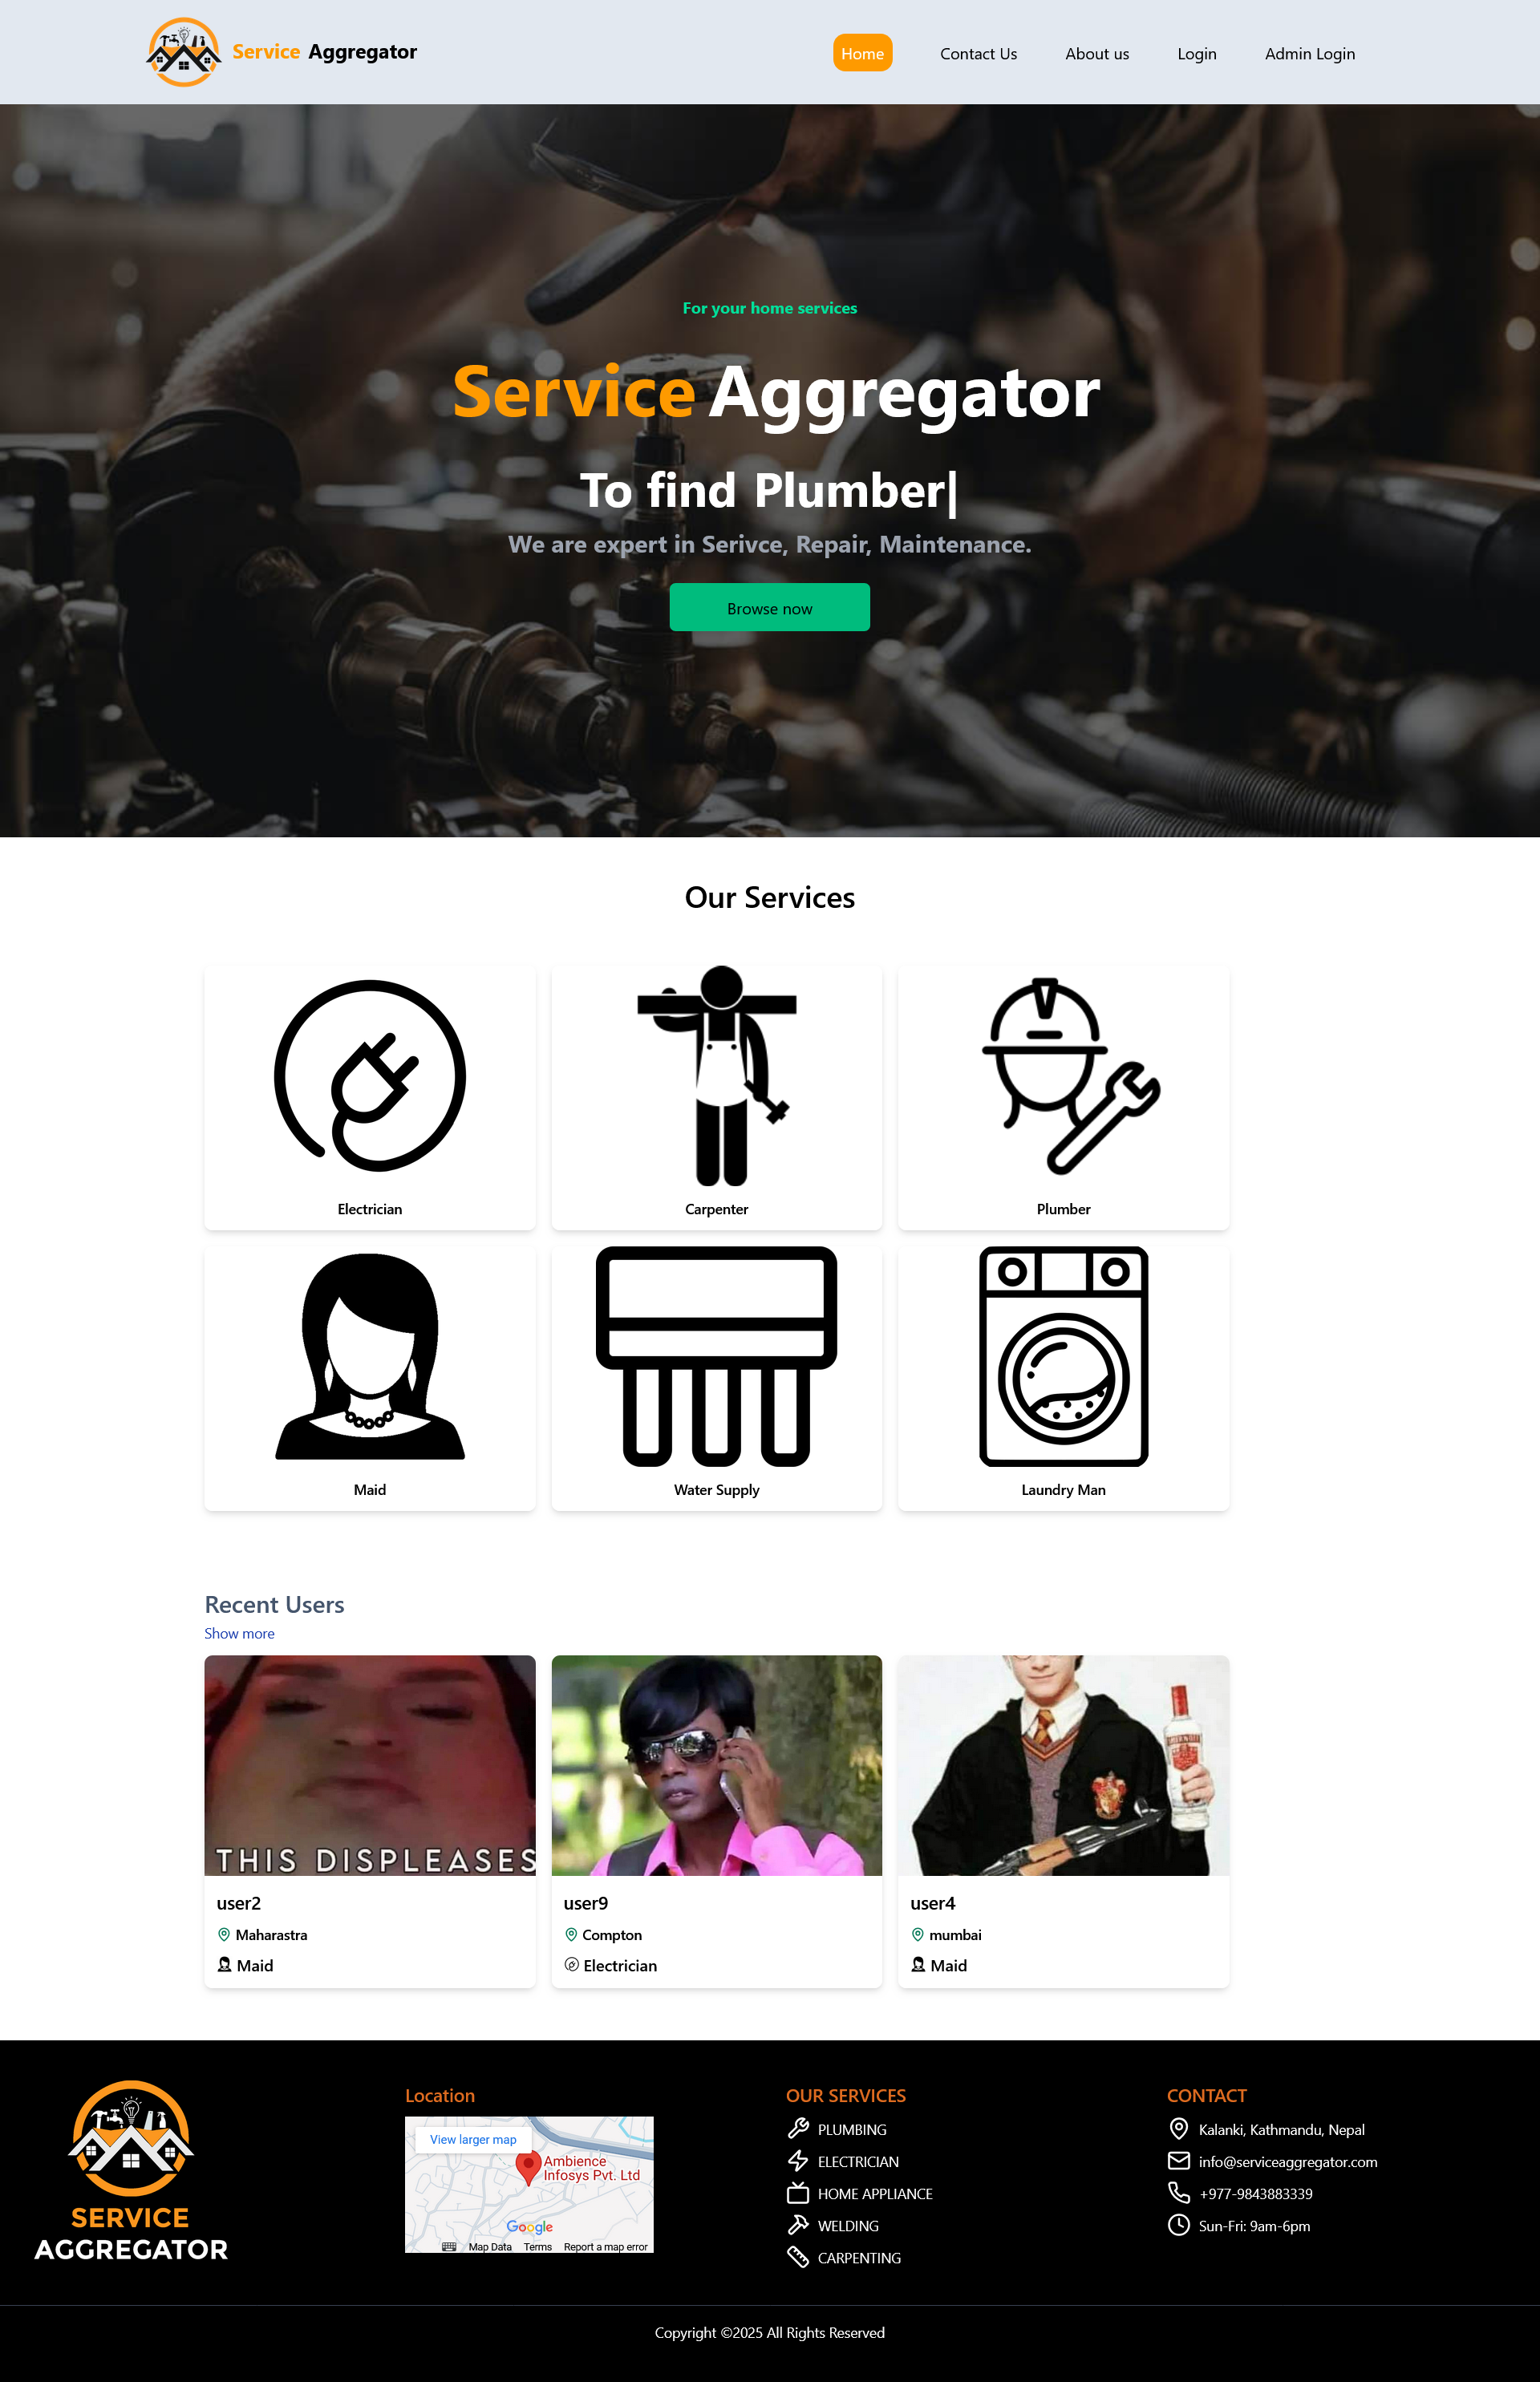 Service Aggregator
Home
Contact Us
About us
Login
Admin Login
For your home services
Service Aggregator
To find Plumber|
We are expert in Serivce, Repair, Maintenance.
Browse now
Our Services
Electrician
Carpenter
Plumber
Maid
Water Supply
Laundry Man
Recent Users
Show more
THIS DISPLEASES
user2
Maharastra
Maid
user9
Compton
Electrician
user4
mumbai
Maid
SERVICE
AGGREGATOR
Location
View larger map
Ambience
Infosys Pvt. Ltd
Google
Map Data
Terms
Report a map error
OUR SERVICES
PLUMBING
ELECTRICIAN
HOME APPLIANCE
WELDING
CARPENTING
CONTACT
Kalanki, Kathmandu, Nepal
info@serviceaggregator.com
+977-9843883339
Sun-Fri: 9am-6pm
Copyright ©2025 All Rights Reserved